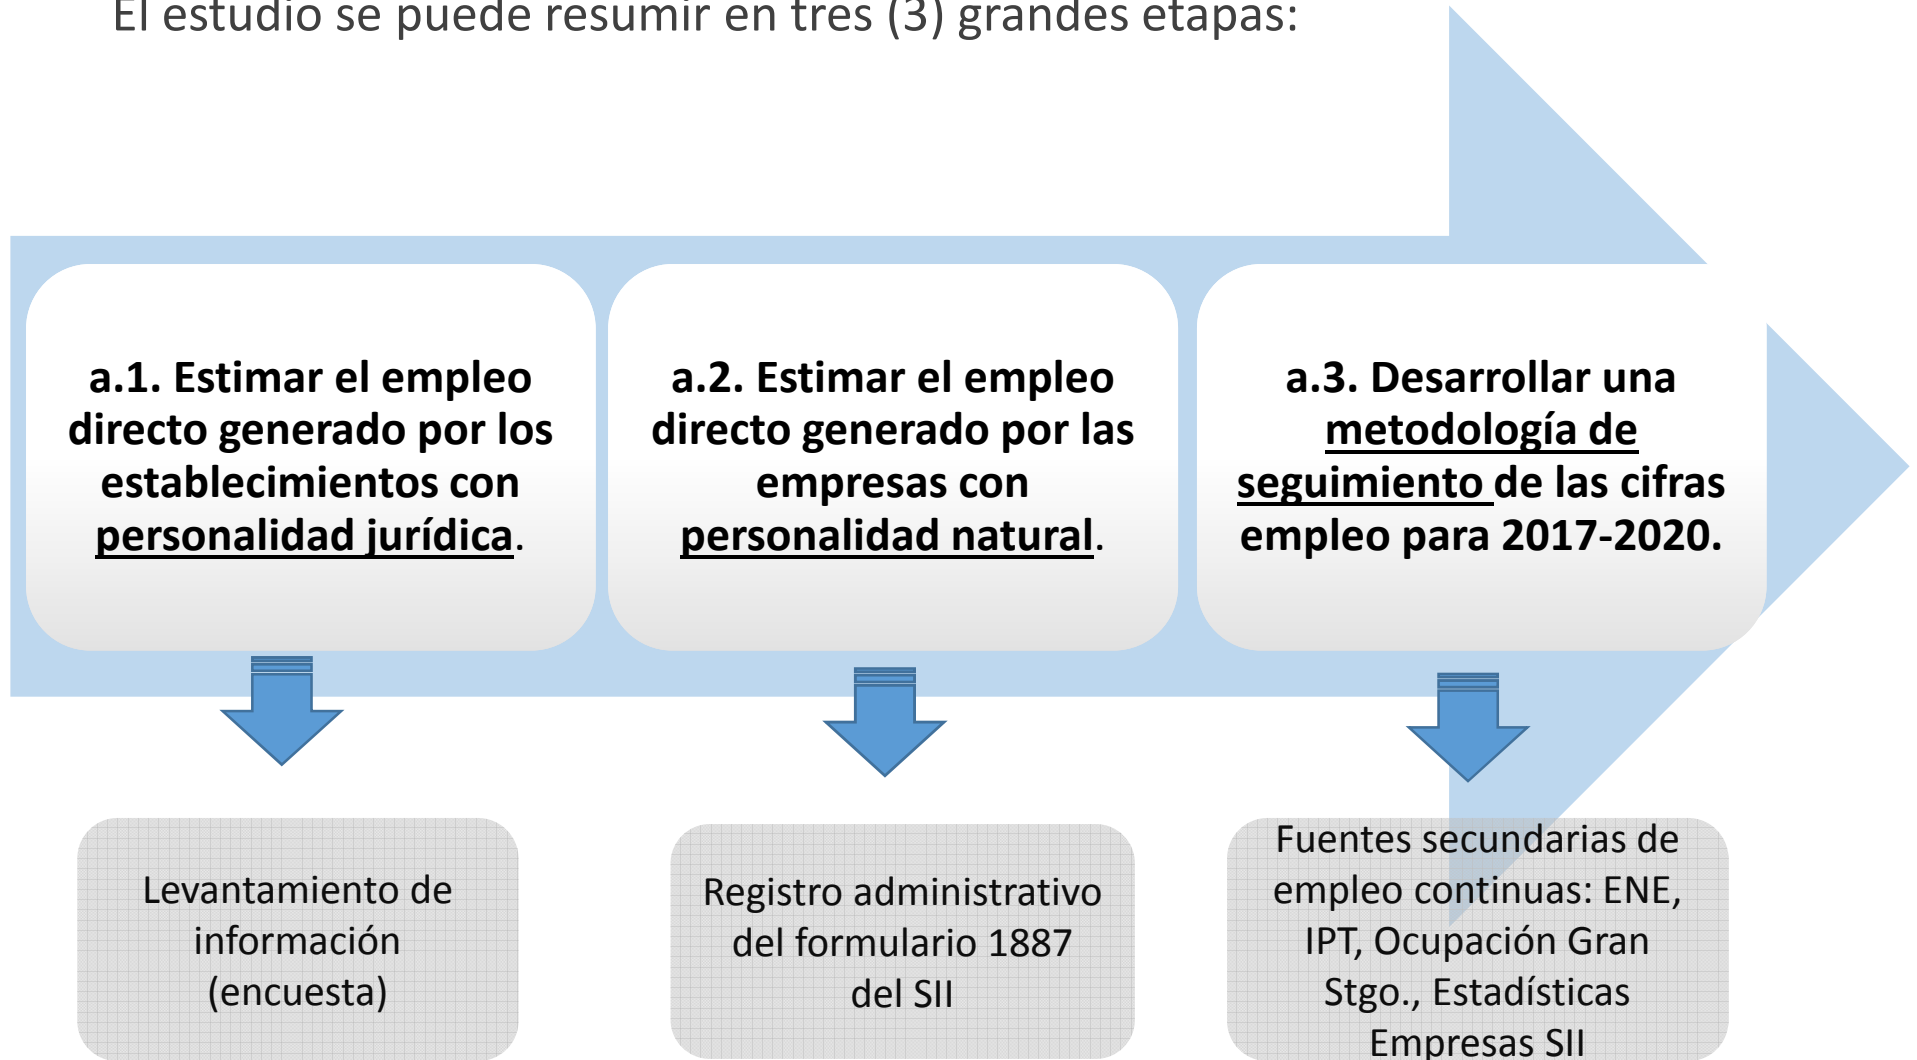 El estudio se puede resumir en tres (3) grandes etapas:
a.1. Estimar el empleo
directo generado por los
establecimientos con
personalidad jurídica.
a.2. Estimar el empleo
directo generado por las
empresas con
personalidad natural.
a.3. Desarrollar una
metodología de
seguimiento de las cifras
empleo para 2017-2020.
Levantamiento de
información
(encuesta)
Registro administrativo
del formulario 1887
del SII
Fuentes secundarias de
empleo continuas: ENE,
IPT, Ocupación Gran
Stgo., Estadísticas
Empresas SII